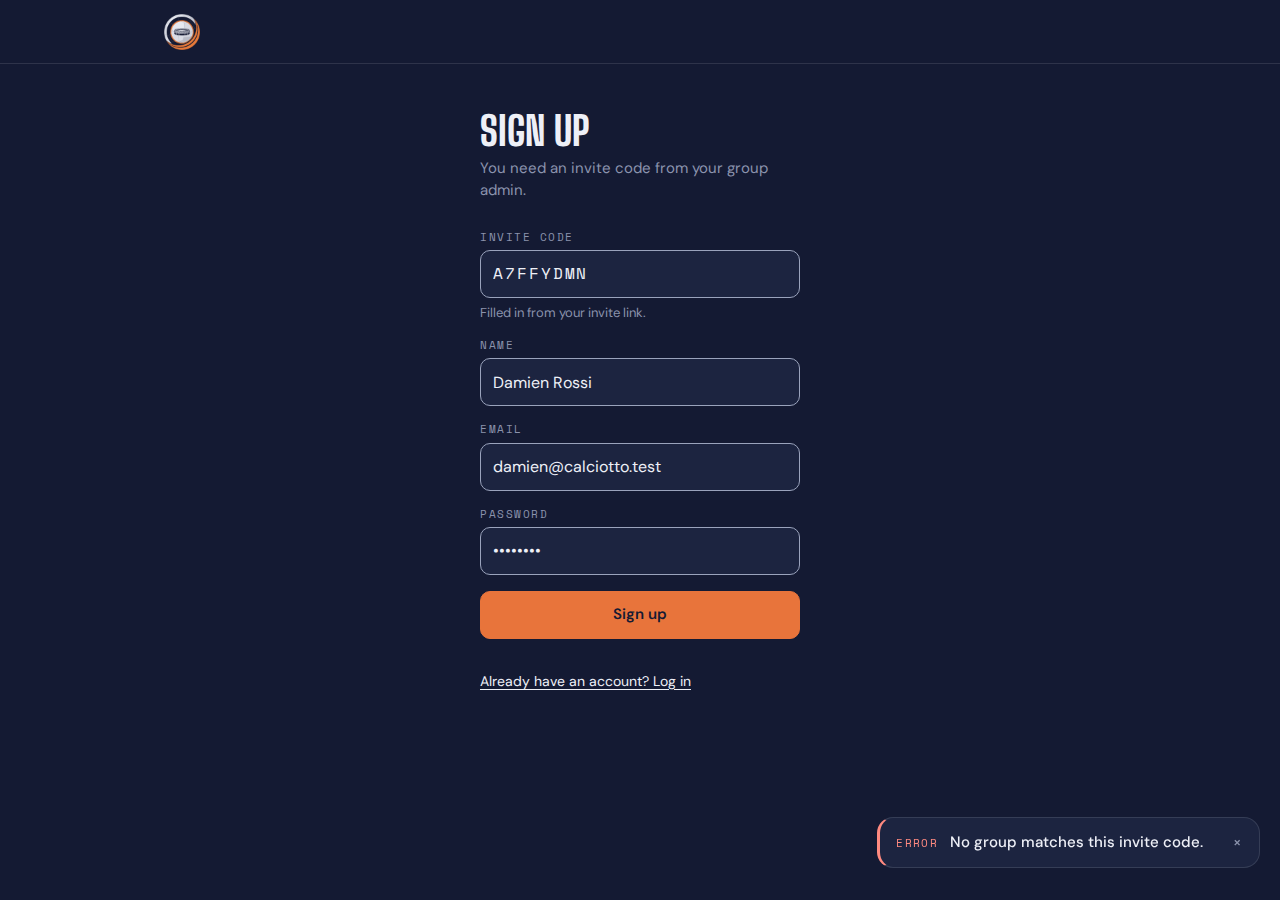 SIGN UP
You need an invite code from your group
admin.
INVITE CODE
A7FFYDMN
Filled in from your invite link.
NAME
Damien Rossi
EMAIL
damien@calciotto.test
PASSWORD
••••••••
Sign up
Already have an account? Log in
ERROR No group matches this invite code. ×